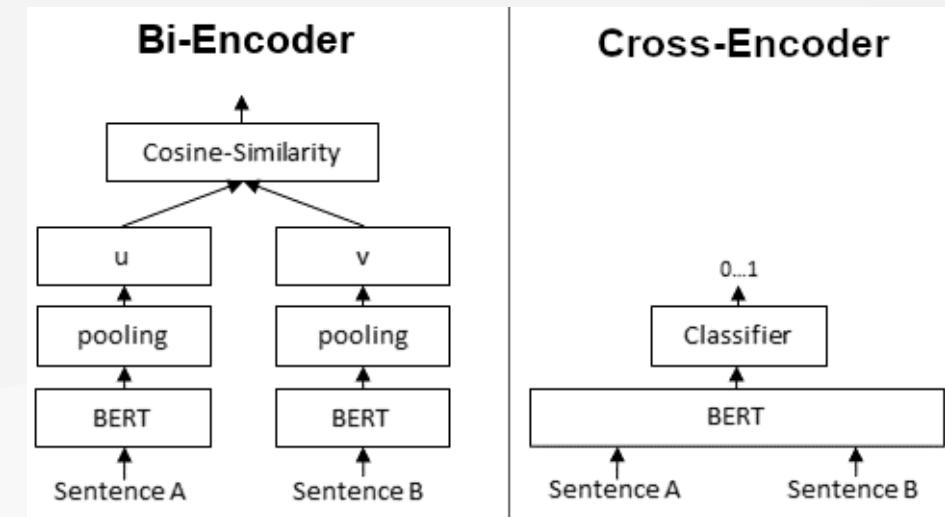 Bi-Encoder
Cosine-Similarity
u v
pooling pooling
BERT BERT
Sentence A Sentence B
Cross-Encoder
0...1
Classifier
BERT
Sentence A Sentence B